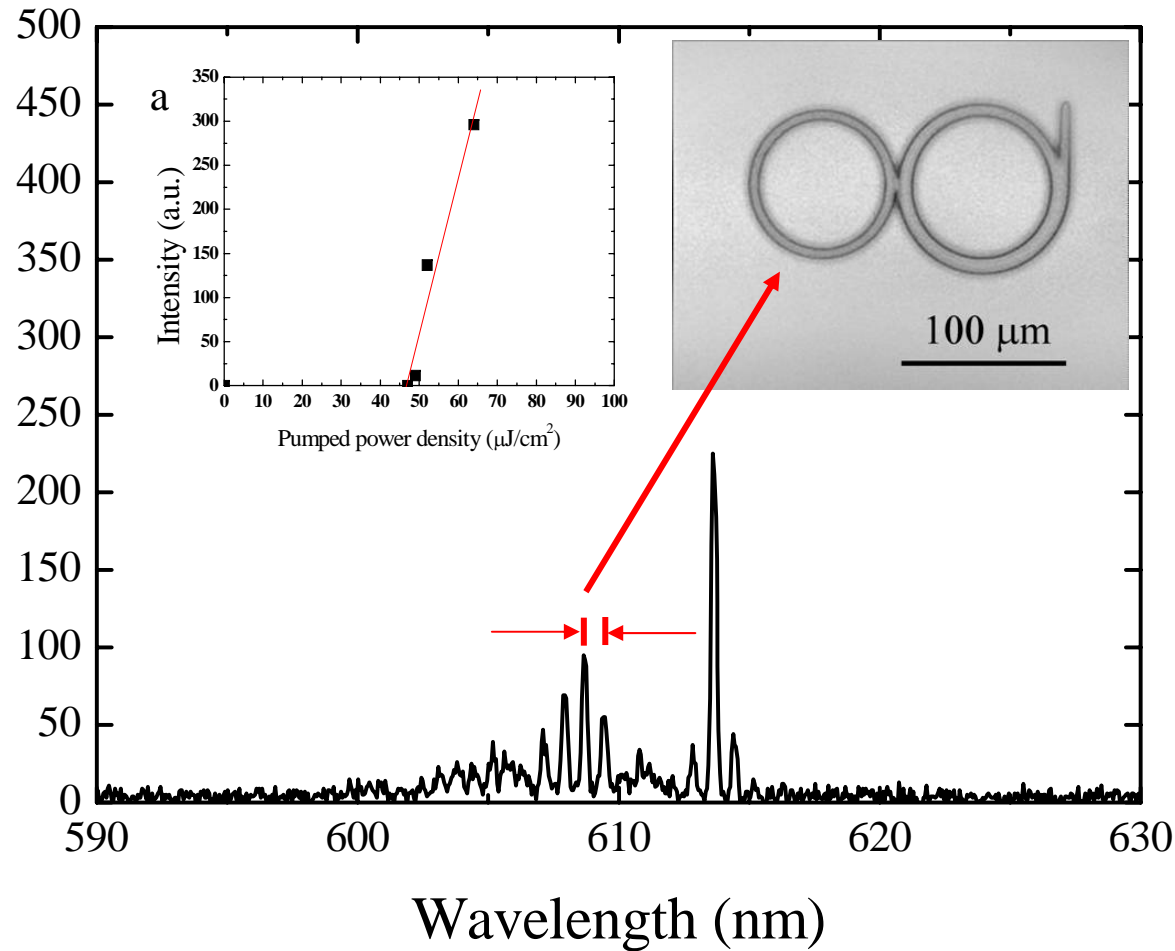 500
450
400
350
300
250
200
150
100
50
0
590 600 610 620 630
Wavelength (nm)
a
350
300
250
200
150
100
50
0
0 10 20 30 40 50 60 70 80 90 100
Intensity (a.u.)
Pumped power density (μJ/cm²)
100 μm